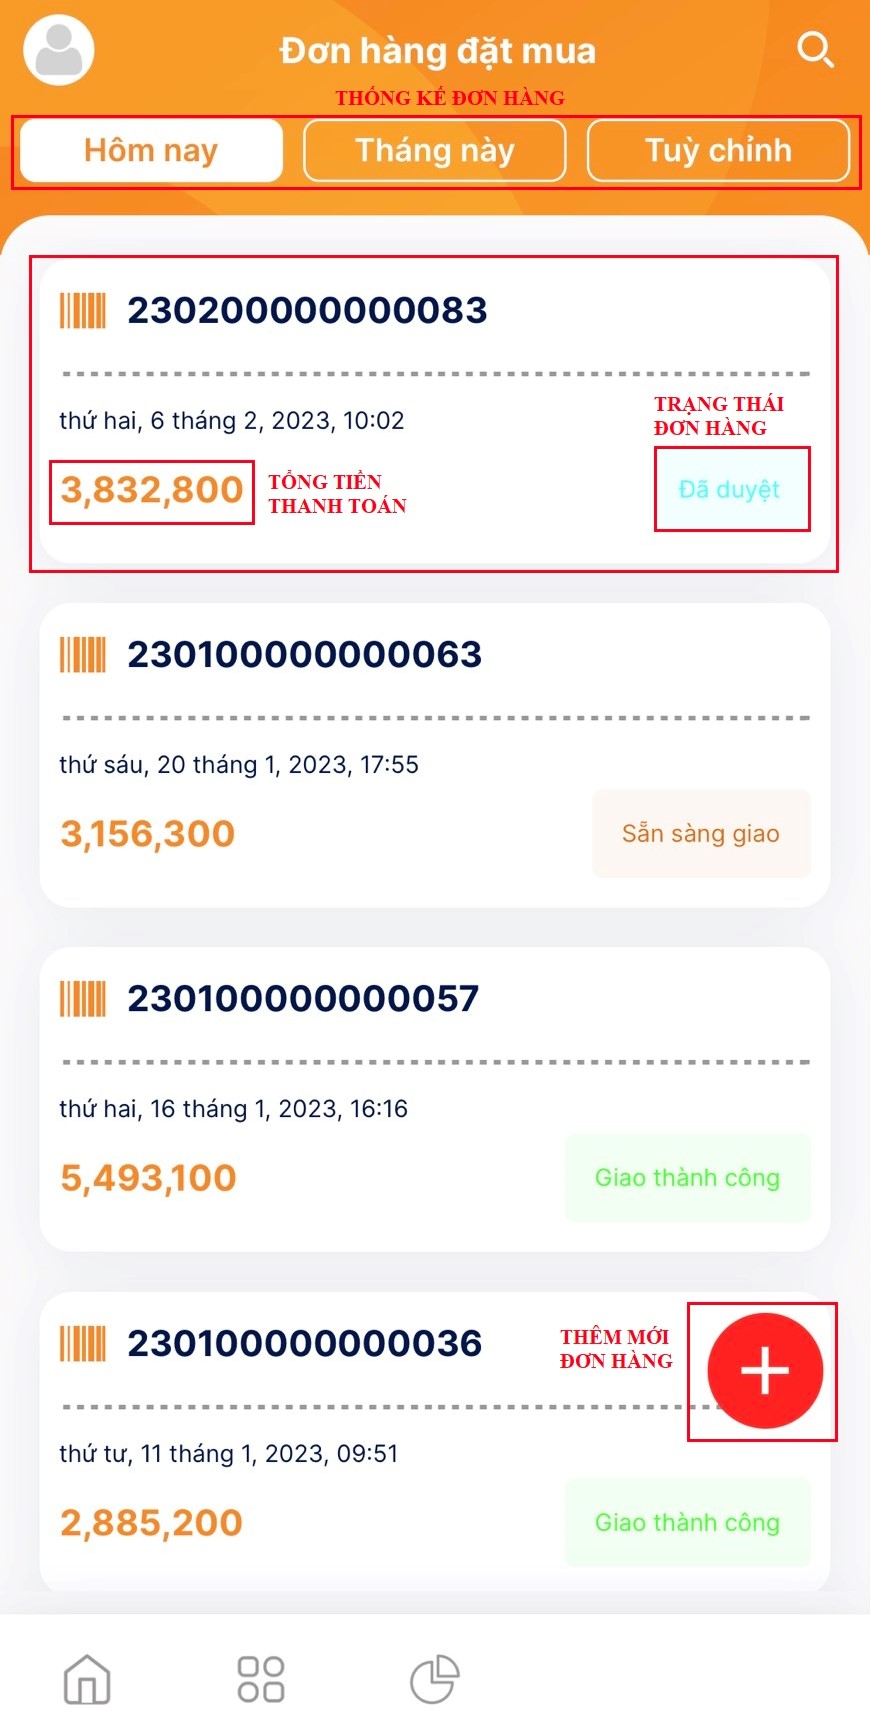 Đơn hàng đặt mua
THỐNG KẾ ĐƠN HÀNG
Hôm nay
Tháng này
Tuỳ chỉnh
230200000000083
thứ hai, 6 tháng 2, 2023, 10:02
TRẠNG THÁI
ĐƠN HÀNG
3,832,800
TỔNG TIỀN
THANH TOÁN
Đã duyệt
230100000000063
thứ sáu, 20 tháng 1, 2023, 17:55
3,156,300
Sẵn sàng giao
230100000000057
thứ hai, 16 tháng 1, 2023, 16:16
5,493,100
Giao thành công
230100000000036
THÊM MỚI
ĐƠN HÀNG
thứ tư, 11 tháng 1, 2023, 09:51
2,885,200
Giao thành công